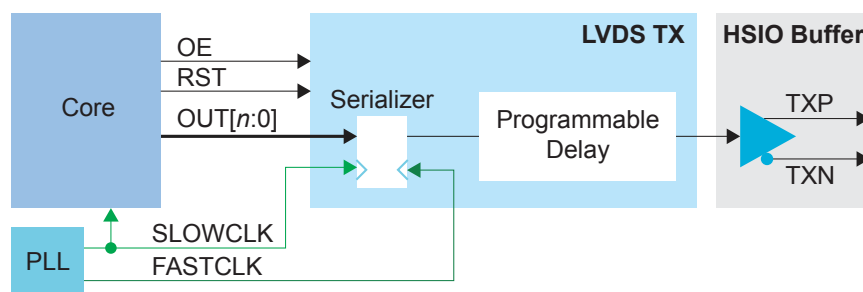 LVDS TX
HSIO Buffer
OE
RST
Core
Serializer
OUT[n:0]
Programmable
Delay
TXP
TXN
SLOWCLK
PLL
FASTCLK